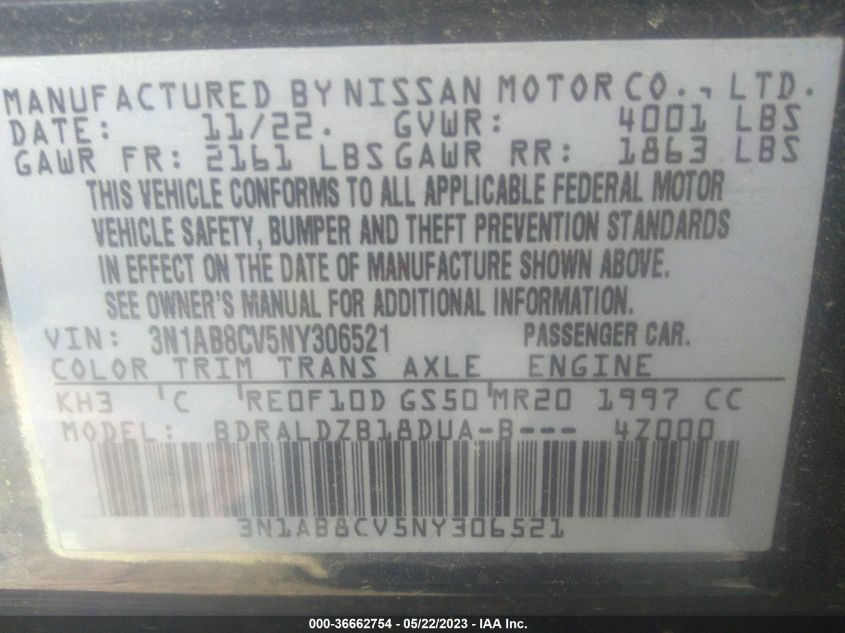 MANUFACTURED BY NISSAN MOTOR CO., LTD.
DATE: 11/22. GVWR: 4001 LBS
GAWR FR: 2161 LBS GAWR RR: 1863 LBS
THIS VEHICLE CONFORMS TO ALL APPLICABLE FEDERAL MOTOR
VEHICLE SAFETY, BUMPER AND THEFT PREVENTION STANDARDS
IN EFFECT ON THE DATE OF MANUFACTURE SHOWN ABOVE.
SEE OWNER'S MANUAL FOR ADDITIONAL INFORMATION.
VIN: 3N1AB8CV5NY306521 PASSENGER CAR.
COLOR TRIM TRANS AXLE ENGINE
KH3 C RE0F10D GS50 MR20 1997 CC
MODEL: BDRALDZB18DUA-B--- 4Z000
3N1AB8CV5NY306521
000-36662754 - 05/22/2023 - IAA Inc.